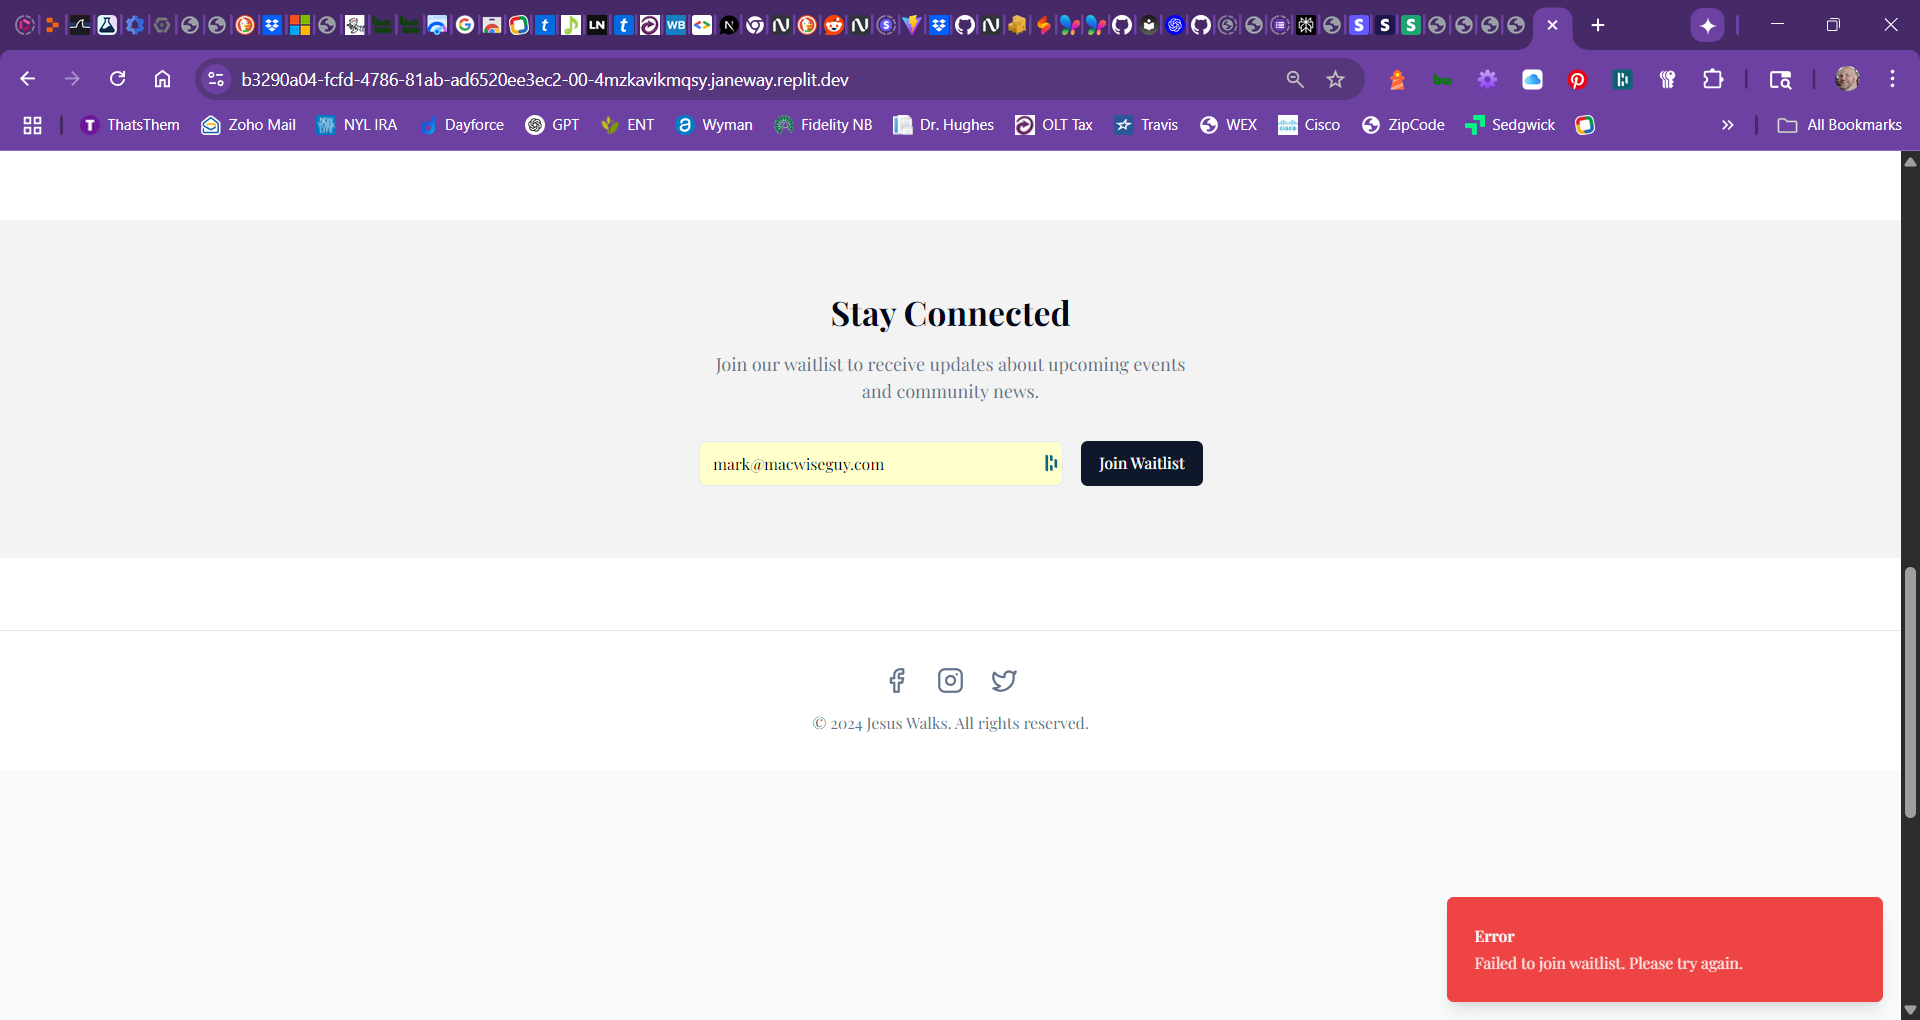 b3290a04-fcfd-4786-81ab-ad6520ee3ec2-00-4mzkavikmqsy.janeway.replit.dev
ThatsThem
Zoho Mail
NYL IRA
Dayforce
GPT
ENT
Wyman
Fidelity NB
Dr. Hughes
OLT Tax
Travis
WEX
Cisco
ZipCode
Sedgwick
All Bookmarks
Stay Connected
Join our waitlist to receive updates about upcoming events
and community news.
mark@macwiseguy.com
Join Waitlist
© 2024 Jesus Walks. All rights reserved.
Error
Failed to join waitlist. Please try again.